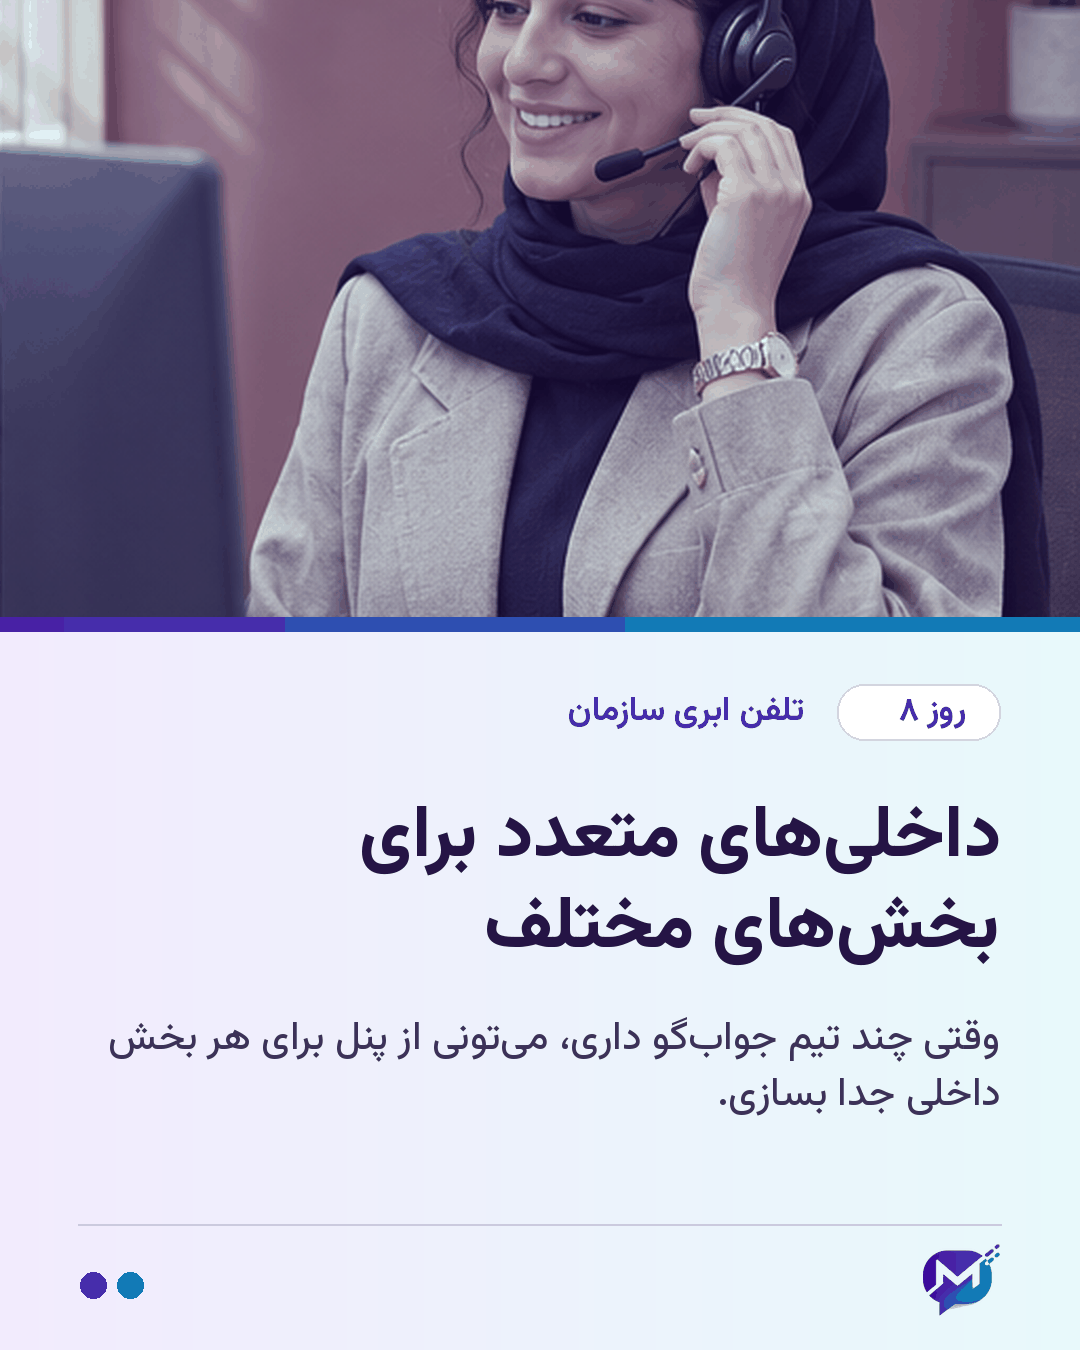 روز ۸
تلفن ابری سازمان
داخلی‌های متعدد برای
بخش‌های مختلف
وقتی چند تیم جواب‌گو داری، می‌تونی از پنل برای هر بخش
داخلی جدا بسازی.
M